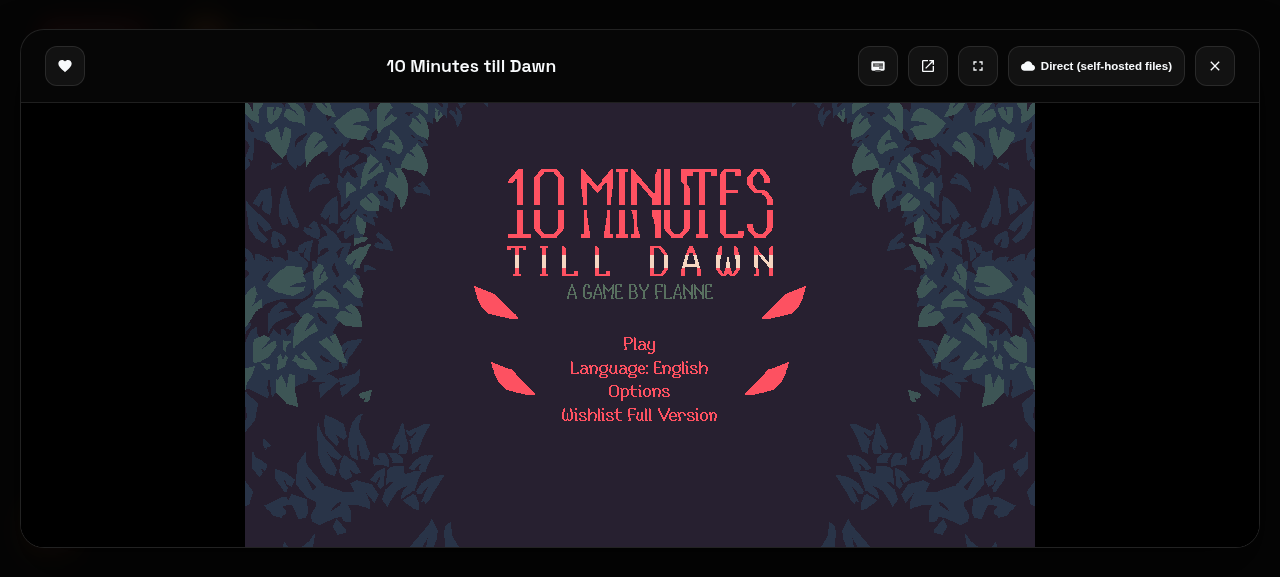 10 Minutes till Dawn
Direct (self-hosted files)
10 MINUTES
TILL DAWN
A GAME BY FLANNE
Play
Language: English
Options
Wishlist Full Version